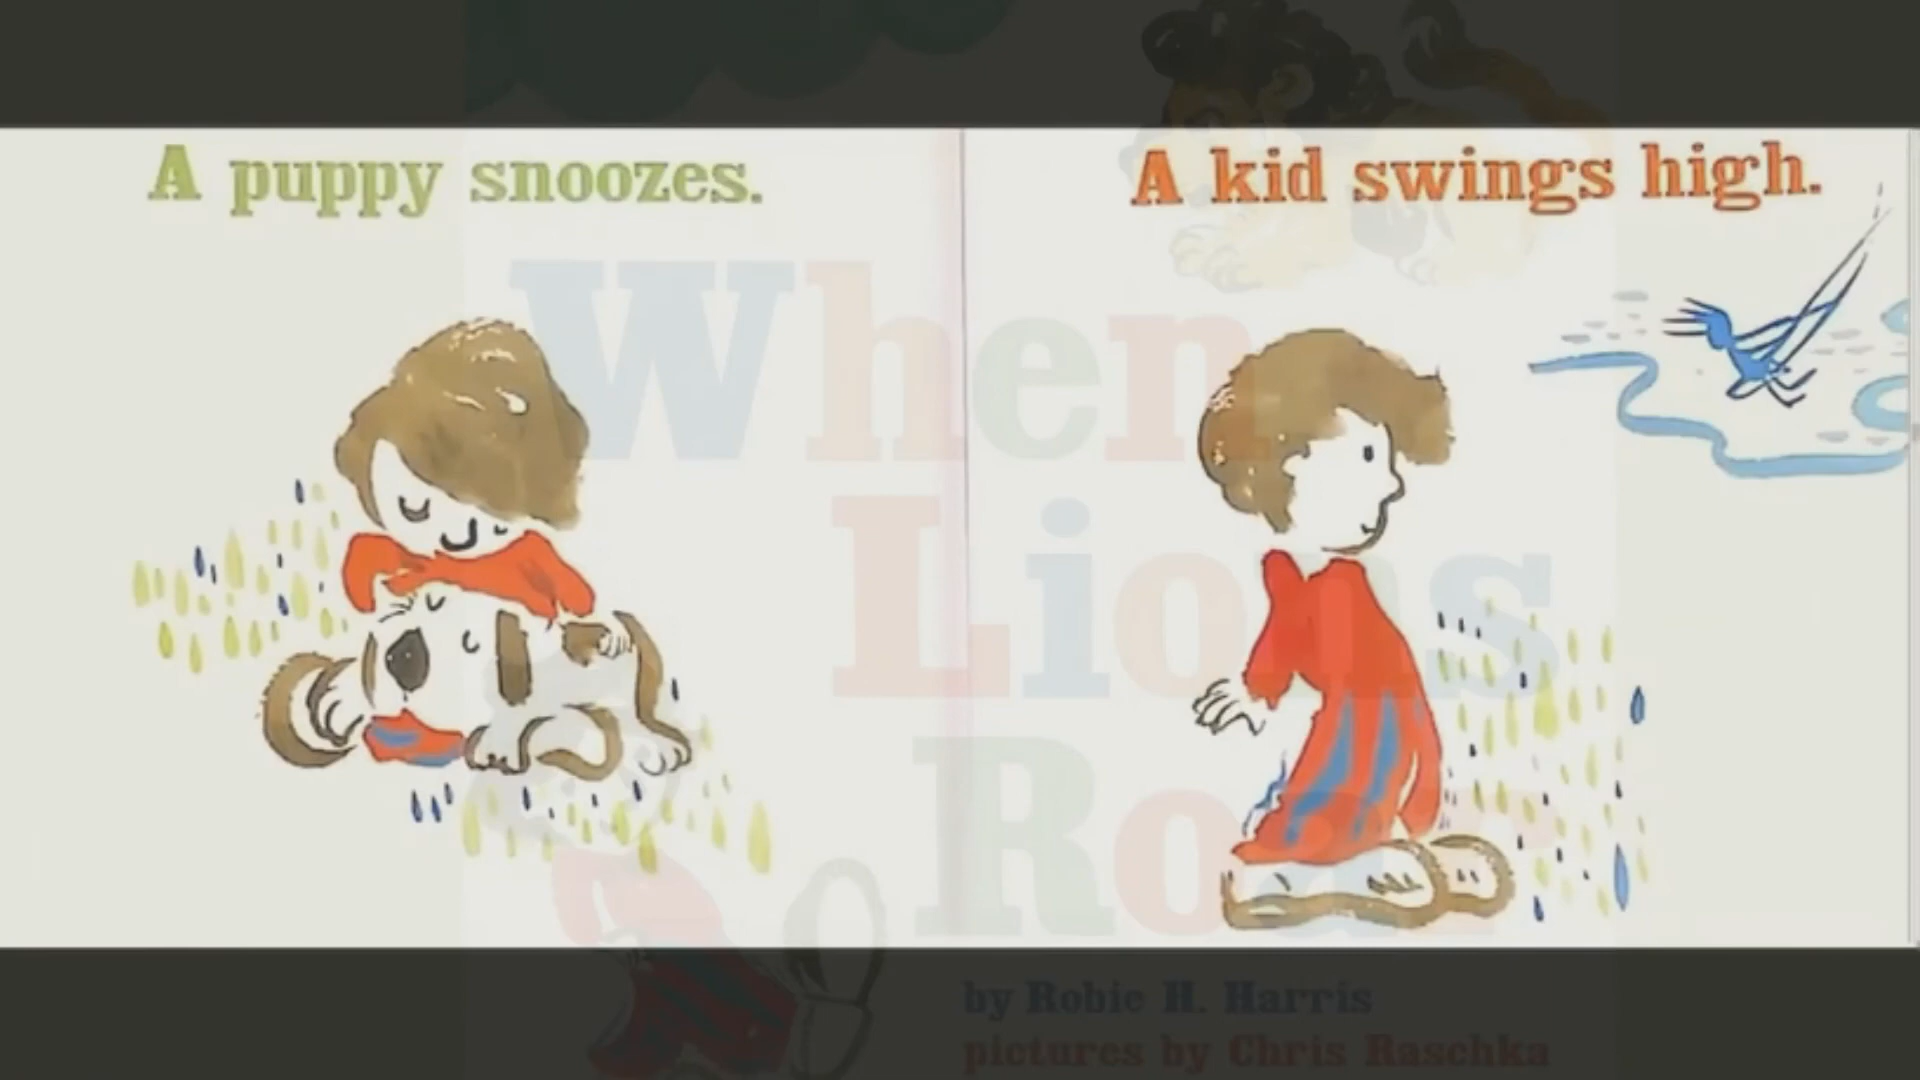 A puppy snoozes.
A kid swings high.
When
Lions
Roar
by Robie H. Harris
pictures by Chris Raschka